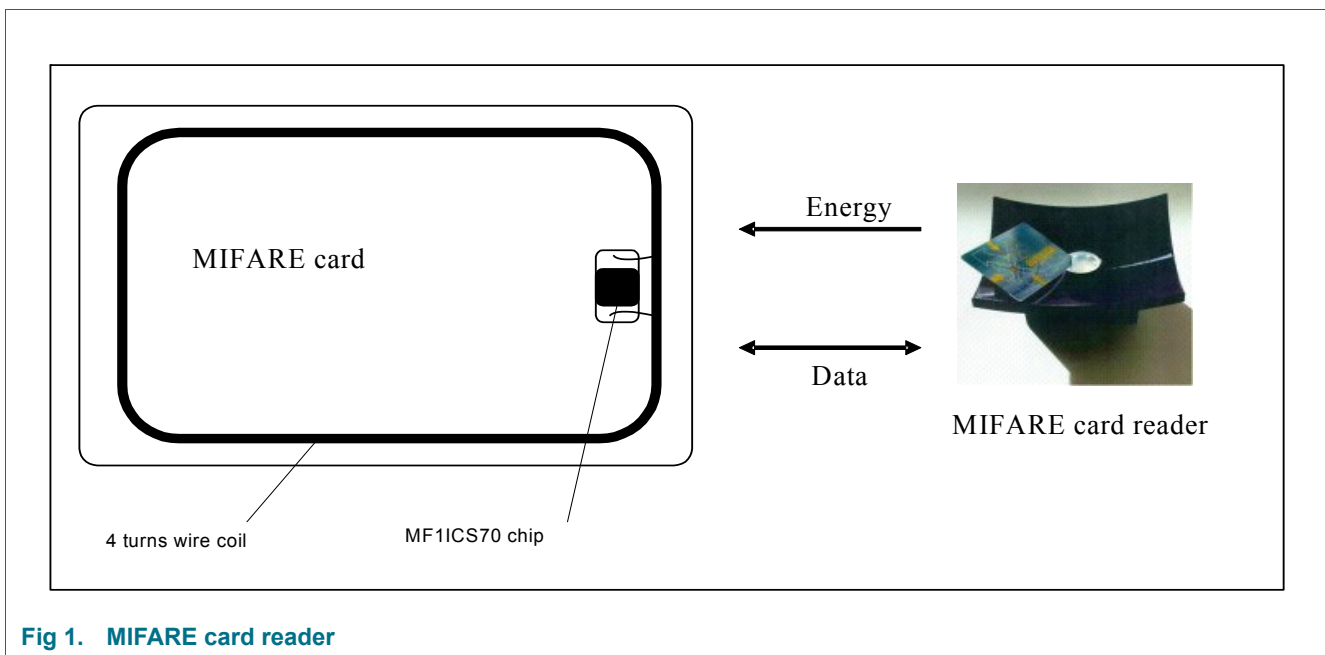 MIFARE card
Energy
Data
MIFARE card reader
4 turns wire coil
MF1ICS70 chip
Fig 1. MIFARE card reader